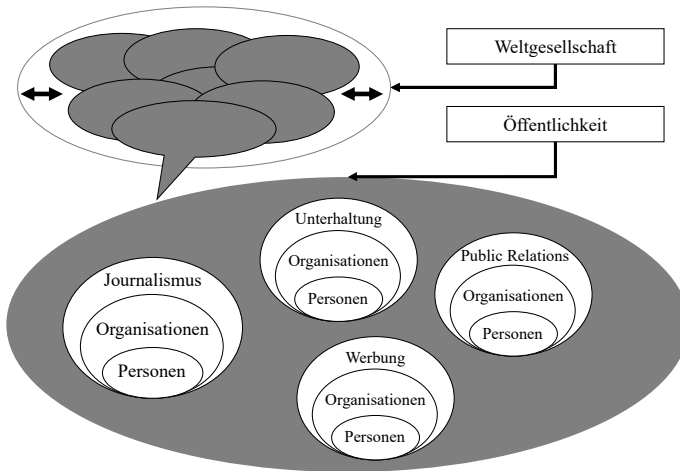 Weltgesellschaft
Öffentlichkeit
Unterhaltung
Organisationen
Personen
Public Relations
Organisationen
Personen
Journalismus
Organisationen
Personen
Werbung
Organisationen
Personen